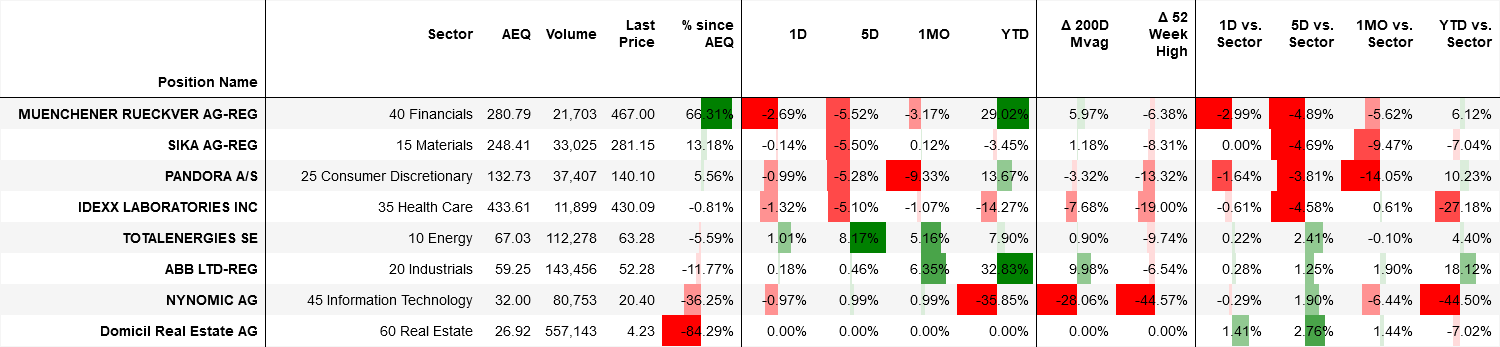 Position Name Sector AEQ Volume Last Price % since AEQ 1D 5D 1MO YTD Δ 200D Mvag Δ 52 Week High 1D vs. Sector 5D vs. Sector 1MO vs. Sector YTD vs. Sector
MUENCHENER RUECKVER AG-REG 40 Financials 280.79 21,703 467.00 66.31% -2.69% -5.52% -3.17% 29.02% 5.97% -6.38% -2.99% -4.89% -5.62% 6.12%
SIKA AG-REG 15 Materials 248.41 33,025 281.15 13.18% -0.14% -5.50% 0.12% -3.45% 1.18% -8.31% 0.00% -4.69% -9.47% -7.04%
PANDORA A/S 25 Consumer Discretionary 132.73 37,407 140.10 5.56% -0.99% -5.28% -9.33% 13.67% -3.32% -13.32% -1.64% -3.81% -14.05% 10.23%
IDEXX LABORATORIES INC 35 Health Care 433.61 11,899 430.09 -0.81% -1.32% -5.10% -1.07% -14.27% -7.68% -19.00% -0.61% -4.58% 0.61% -27.18%
TOTALENERGIES SE 10 Energy 67.03 112,278 63.28 -5.59% 1.01% 8.17% 5.16% 7.90% 0.90% -9.74% 0.22% 2.41% -0.10% 4.40%
ABB LTD-REG 20 Industrials 59.25 143,456 52.28 -11.77% 0.18% 0.46% 6.35% 32.83% 9.98% -6.54% 0.28% 1.25% 1.90% 18.12%
NYNOMIC AG 45 Information Technology 32.00 80,753 20.40 -36.25% -0.97% 0.99% 0.99% -35.85% -28.06% -44.57% -0.29% 1.90% -6.44% -44.50%
Domicil Real Estate AG 60 Real Estate 26.92 557,143 4.23 -84.29% 0.00% 0.00% 0.00% 0.00% 0.00% 0.00% 1.41% 2.76% 1.44% -7.02%